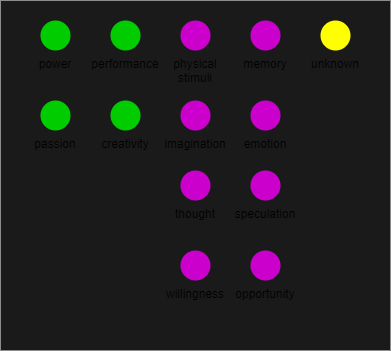 power performance physical memory unknown
stimuli
passion creativity imagination emotion
thought speculation
willingness opportunity